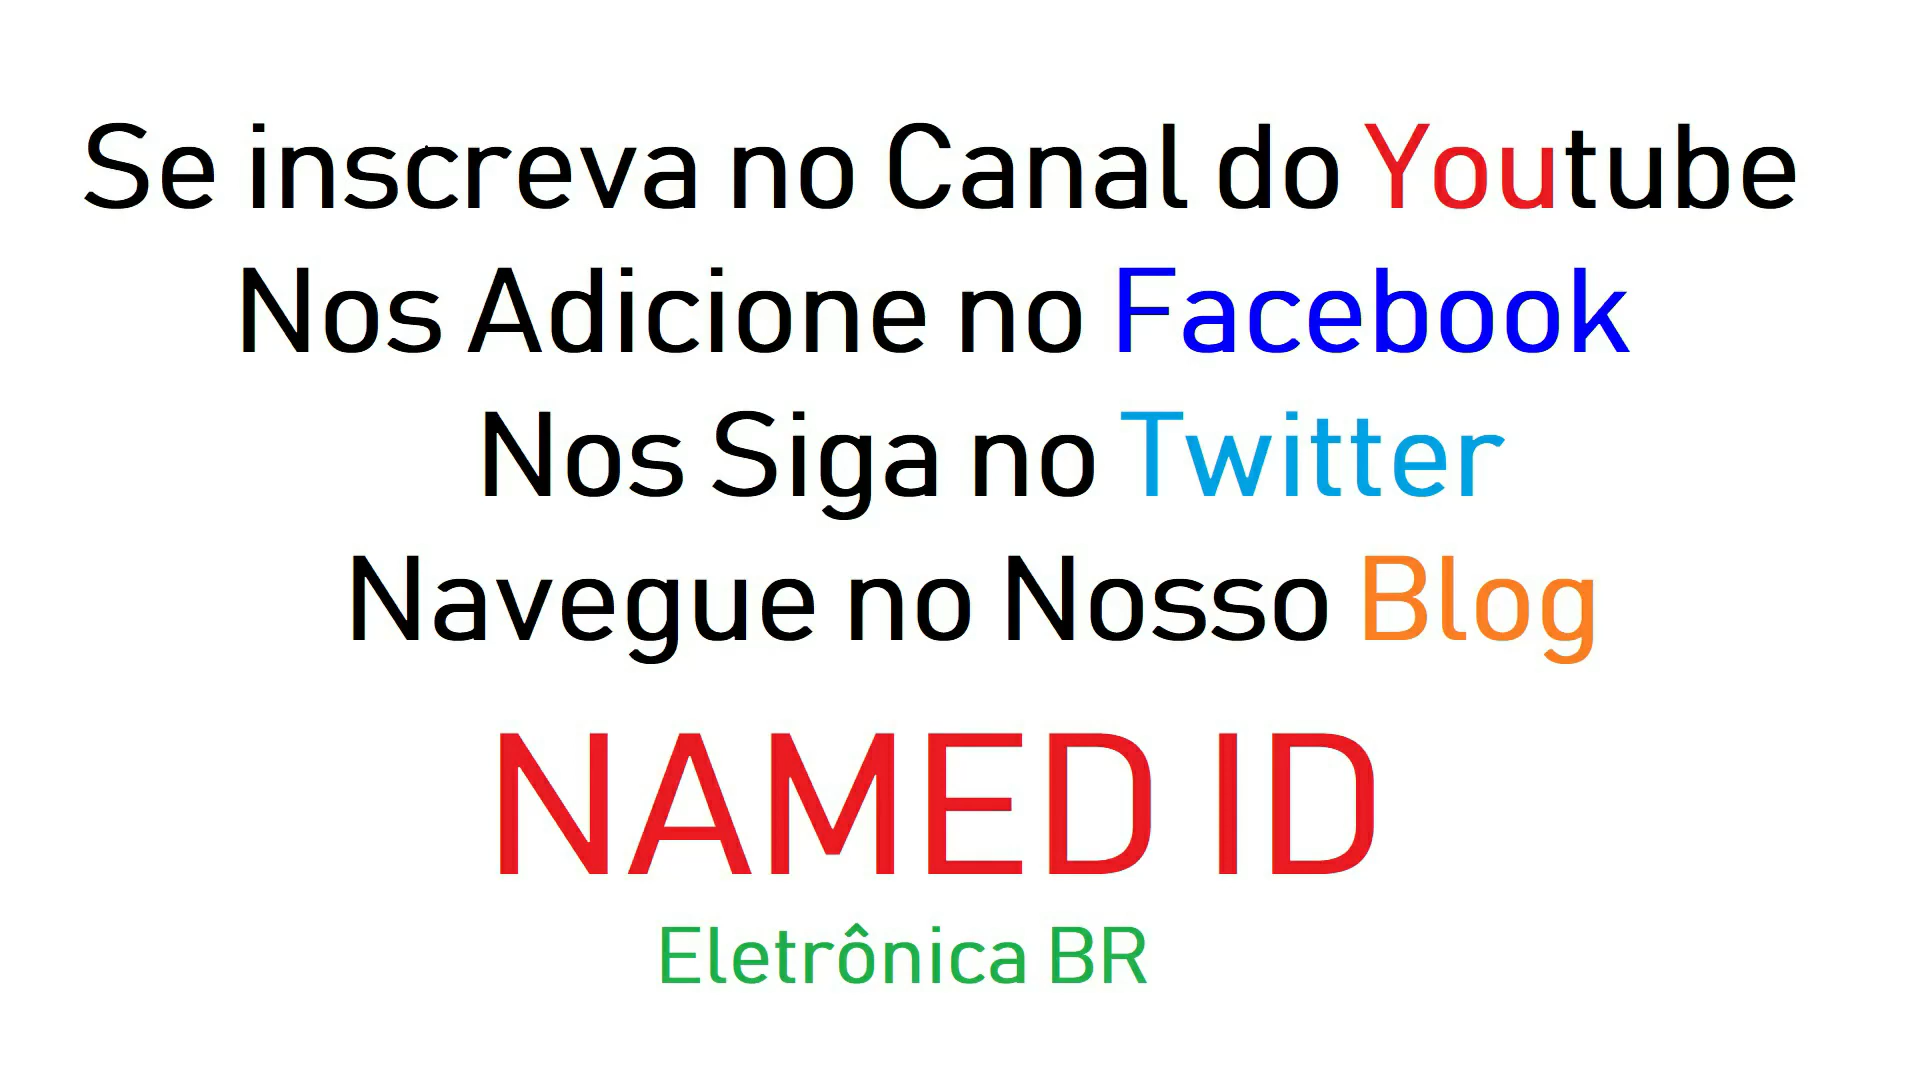 Se inscreva no Canal do Youtube
Nos Adicione no Facebook
Nos Siga no Twitter
Navegue no Nosso Blog
NAMED ID
Eletrônica BR